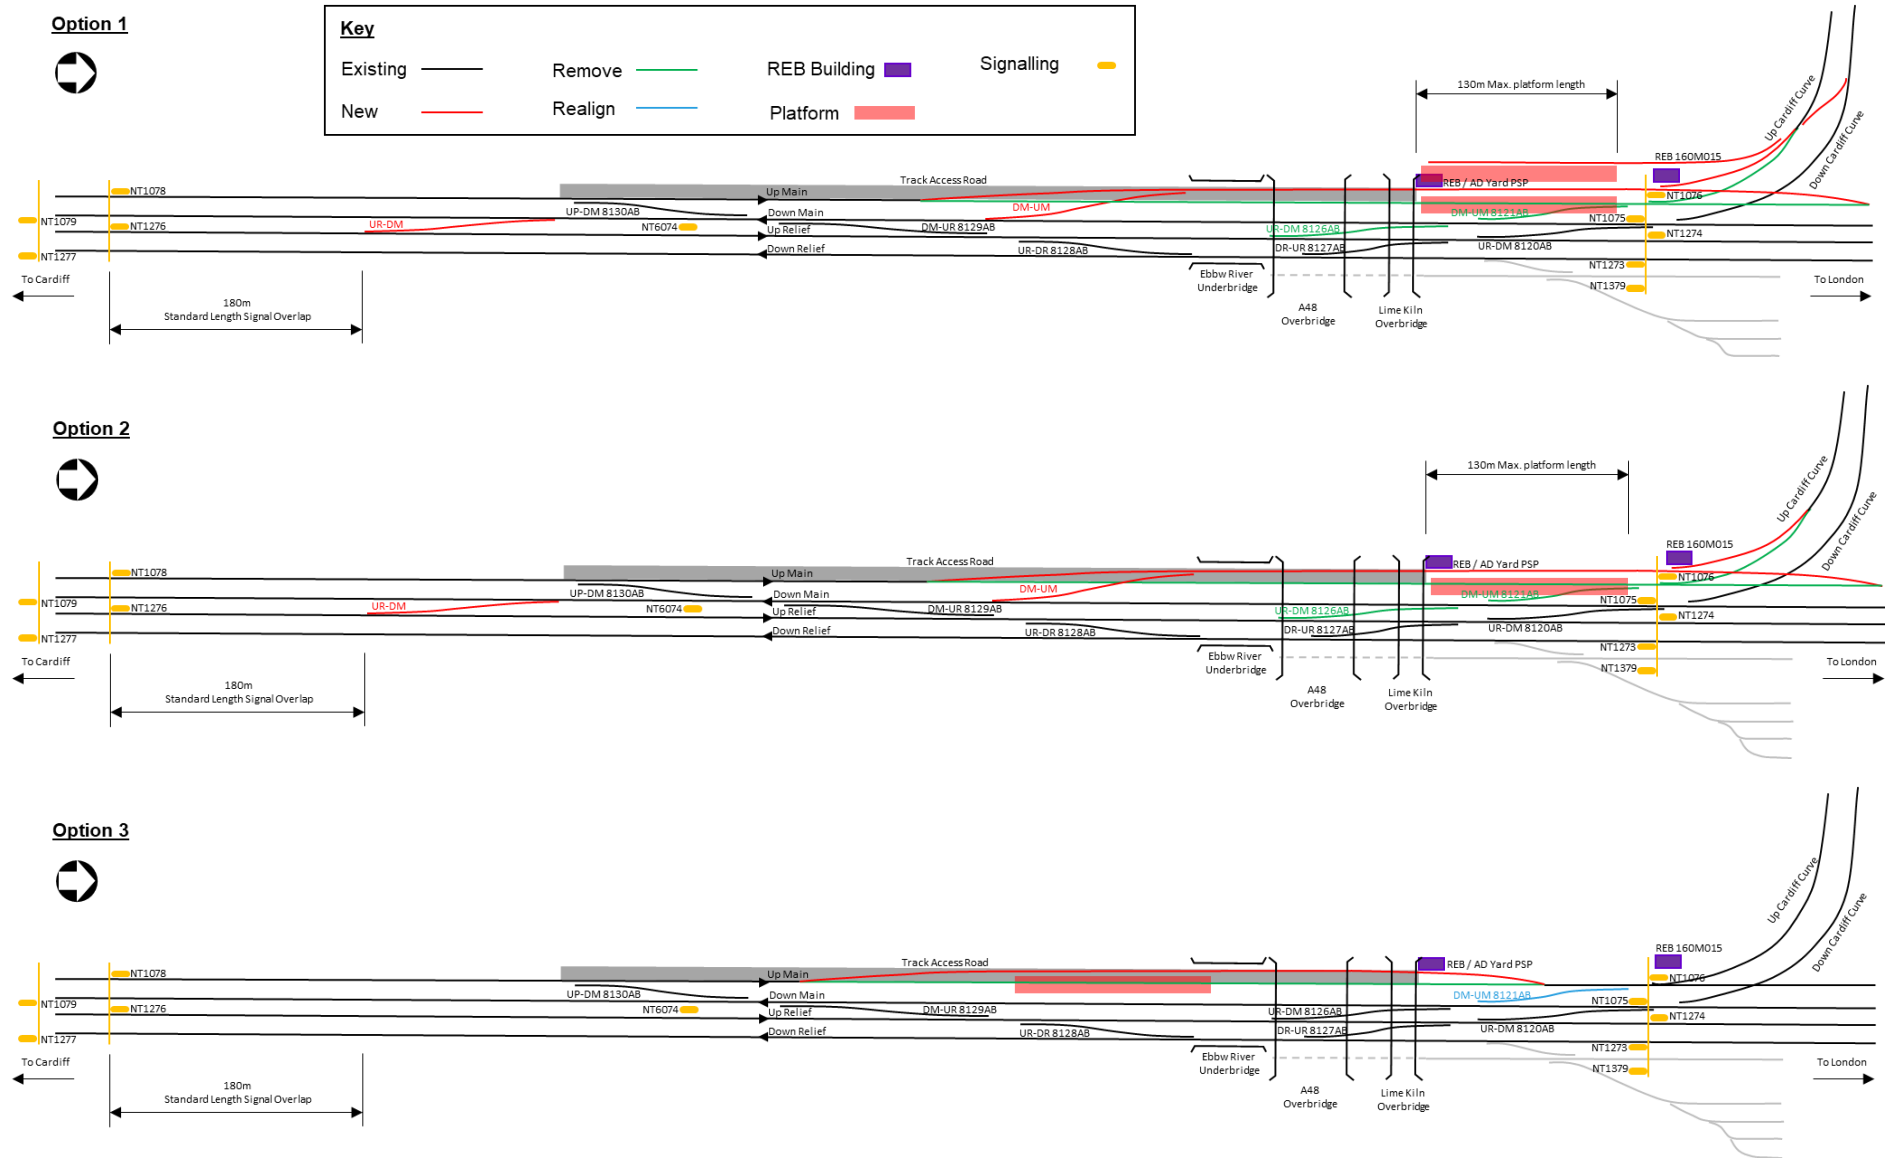 Option 1
Key
Existing
Remove
REB Building
Signalling
New
Realign
Platform
130m Max. platform length
Up Cardiff Curve
Down Cardiff Curve
REB 160M015
Track Access Road
REB / AD Yard PSP
NT1078
Up Main
NT1076
UP-DM 8130AB
Down Main
DM-UM
DM-UM 8121AB
NT1079
NT1276
UR-DM
NT6074
Up Relief
DM-UR 8129AB
UR-DM 8126AB
NT1075
NT1274
NT1277
Down Relief
UR-DR 8128AB
DR-UR 8127AB
UR-DM 8120AB
NT1273
To Cardiff
Ebbw River
Underbridge
NT1379
To London
180m
Standard Length Signal Overlap
A48
Overbridge
Lime Kiln
Overbridge
Option 2
130m Max. platform length
Up Cardiff Curve
Down Cardiff Curve
REB 160M015
Track Access Road
REB / AD Yard PSP
NT1078
Up Main
NT1076
UP-DM 8130AB
Down Main
DM-UM
DM-UM 8121AB
NT1079
NT1276
UR-DM
NT6074
Up Relief
DM-UR 8129AB
UR-DM 8126AB
NT1075
NT1274
NT1277
Down Relief
UR-DR 8128AB
DR-UR 8127AB
UR-DM 8120AB
NT1273
To Cardiff
Ebbw River
Underbridge
NT1379
To London
180m
Standard Length Signal Overlap
A48
Overbridge
Lime Kiln
Overbridge
Option 3
Up Cardiff Curve
Down Cardiff Curve
REB 160M015
Track Access Road
REB / AD Yard PSP
NT1078
Up Main
NT1076
UP-DM 8130AB
Down Main
DM-UM 8121AB
NT1079
NT1276
NT6074
Up Relief
DM-UR 8129AB
UR-DM 8126AB
NT1075
NT1274
NT1277
Down Relief
UR-DR 8128AB
DR-UR 8127AB
UR-DM 8120AB
NT1273
To Cardiff
Ebbw River
Underbridge
NT1379
To London
180m
Standard Length Signal Overlap
A48
Overbridge
Lime Kiln
Overbridge